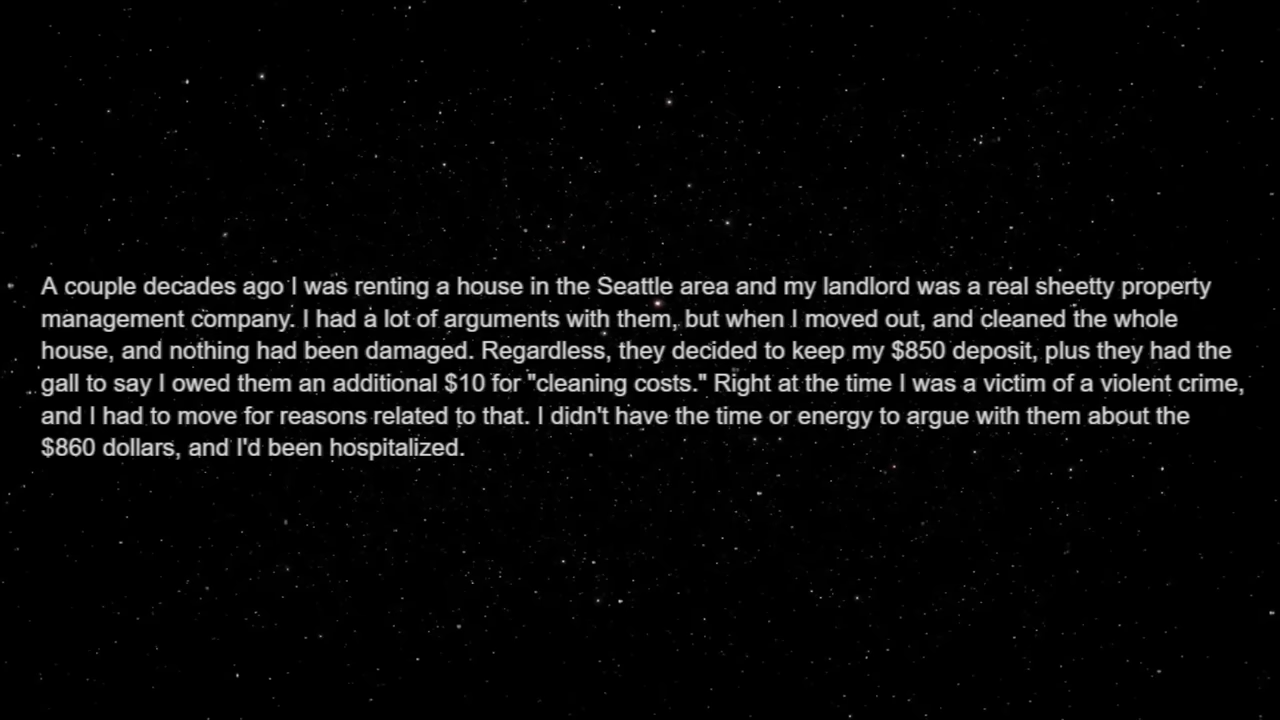 A couple decades ago I was renting a house in the Seattle area and my landlord was a real sheetty property
management company. I had a lot of arguments with them, but when I moved out, and cleaned the whole
house, and nothing had been damaged. Regardless, they decided to keep my $850 deposit, plus they had the
gall to say I owed them an additional $10 for "cleaning costs." Right at the time I was a victim of a violent crime,
and I had to move for reasons related to that. I didn't have the time or energy to argue with them about the
$860 dollars, and I'd been hospitalized.